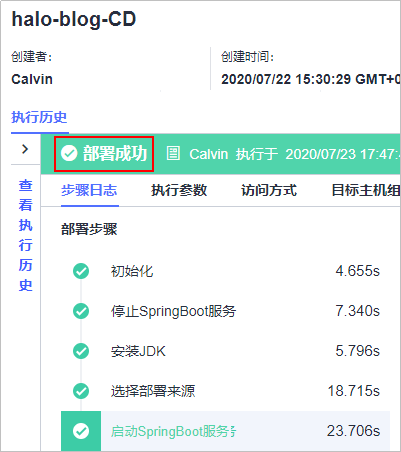 halo-blog-CD
创建者: 创建时间:
Calvin 2020/07/22 15:30:29 GMT+0
执行历史
部署成功 Calvin 执行于 2020/07/23 17:47:
查看执行历史
步骤日志 执行参数 访问方式 目标主机组
部署步骤
初始化 4.655s
停止SpringBoot服务 7.340s
安装JDK 5.796s
选择部署来源 18.715s
启动SpringBoot服务 23.706s